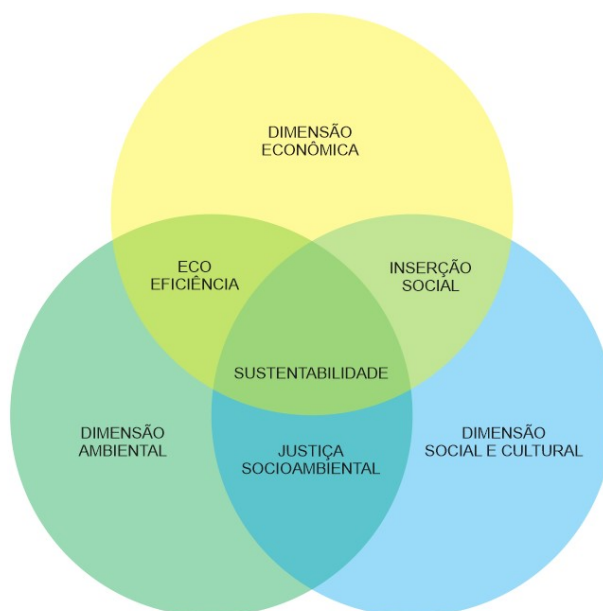 DIMENSÃO
ECONÔMICA
ECO
EFICIÊNCIA
INSERÇÃO
SOCIAL
SUSTENTABILIDADE
DIMENSÃO
AMBIENTAL
JUSTIÇA
SOCIOAMBIENTAL
DIMENSÃO
SOCIAL E CULTURAL